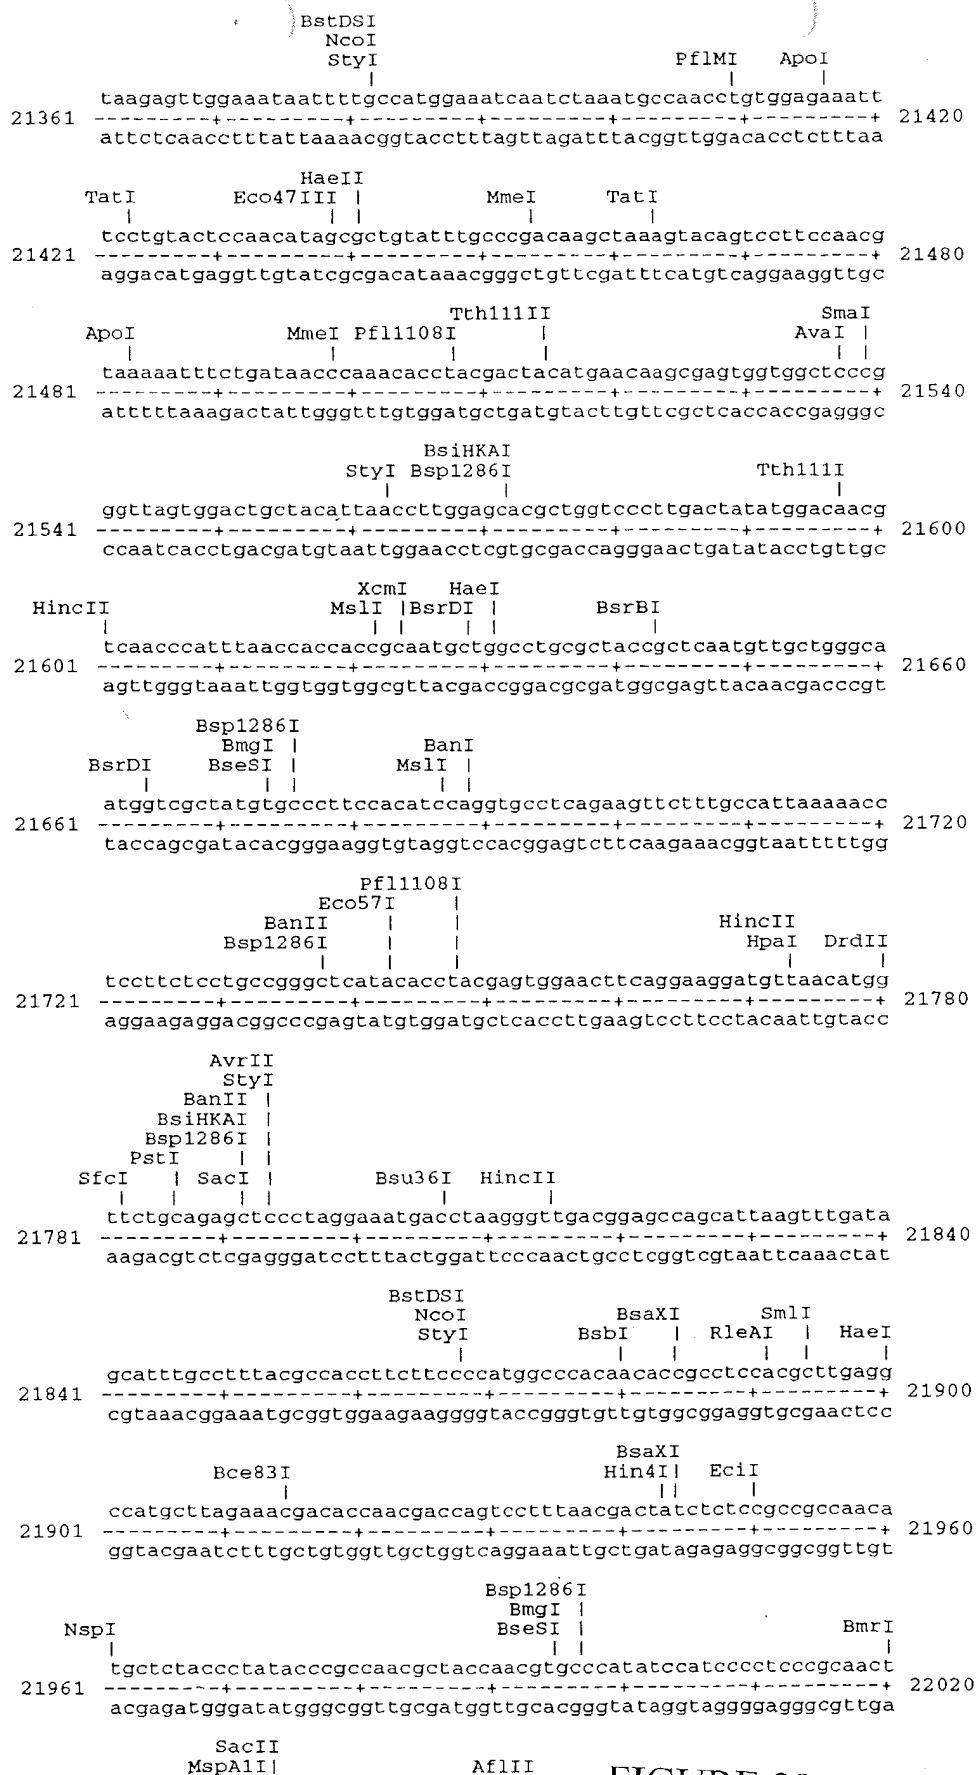 BstDSI
NcoI
StyI PflMI ApoI
| | |
taagagttggaaataattttgccatggaaatcaatctaaatgccaacctgtggagaaatt
21361 ---------+---------+---------+---------+---------+---------+ 21420
attctcaacctttattaaaacggtacctttagttagatttacggttggacacctctttaa
HaeII
TatI Eco47III | MmeI TatI
| | | | |
tcctgtactccaacatagcgctgtatttgcccgacaagctaaagtacagtccttccaacg
21421 ---------+---------+---------+---------+---------+---------+ 21480
aggacatgaggttgtatcgcgacataaacgggctgttcgatttcatgtcaggaaggttgc
Tth111II SmaI
ApoI MmeI Pfl1108I | AvaI |
| | | | | |
taaaaatttctgataacccaaacacctacgactacatgaacaagcgagtggtggctcccg
21481 ---------+---------+---------+---------+---------+---------+ 21540
atttttaaagactattgggtttgtggatgctgatgtacttgttcgctcaccaccgagggc
BsiHKAI
StyI Bsp1286I Tth111I
| | |
ggttagtggactgctacattaaccttggagcacgctggtcccttgactatatggacaacg
21541 ---------+---------+---------+---------+---------+---------+ 21600
ccaatcacctgacgatgtaattggaacctcgtgcgaccagggaactgatatacctgttgc
XcmI HaeI
HincII MslI |BsrDI | BsrBI
| | | | | |
tcaacccatttaaccaccaccgcaatgctggcctgcgctaccgctcaatgttgctgggca
21601 ---------+---------+---------+---------+---------+---------+ 21660
agttgggtaaattggtggtggcgttacgaccggacgcgatggcgagttacaacgacccgt
Bsp1286I
BmgI | BanI
BsrDI BseSI | MslI |
| | | | |
atggtcgctatgtgcccttccacatccaggtgcctcagaagttctttgccattaaaaacc
21661 ---------+---------+---------+---------+---------+---------+ 21720
taccagcgatacacgggaaggtgtaggtccacggagtcttcaagaaacggtaatttttgg
Pfl1108I
Eco57I |
BanII | | HincII
Bsp1286I | | HpaI DrdII
| | | | |
tccttctcctgccgggctcatacacctacgagtggaacttcaggaaggatgttaacatgg
21721 ---------+---------+---------+---------+---------+---------+ 21780
aggaagaggacggcccgagtatgtggatgctcaccttgaagtccttcctacaattgtacc
AvrII
StyI
BanII |
BsiHKAI |
Bsp1286I |
PstI | |
SfcI | SacI | Bsu36I HincII
| | | | | |
ttctgcagagctccctaggaaatgacctaagggttgacggagccagcattaagtttgata
21781 ---------+---------+---------+---------+---------+---------+ 21840
aagacgtctcgagggatcctttactggattcccaactgcctcggtcgtaattcaaactat
BstDSI
NcoI BsaXI SmlI
StyI BsbI | RleAI | HaeI
| | | | | |
gcatttgcctttacgccaccttcttccccatggcccacaacaccgcctccacgcttgagg
21841 ---------+---------+---------+---------+---------+---------+ 21900
cgtaaacggaaatgcggtggaagaaggggtaccgggtgttgtggcggaggtgcgaactcc
BsaXI
Bce83I Hin4I| EciI
| || |
ccatgcttagaaacgacaccaacgaccagtcctttaacgactatctctccgccgccaaca
21901 ---------+---------+---------+---------+---------+---------+ 21960
ggtacgaatctttgctgtggttgctggtcaggaaattgctgatagagaggcggcggttgt
Bsp1286I
BmgI |
NspI BseSI | BmrI
| | | |
tgctctaccctatacccgccaacgctaccaacgtgcccatatccatcccctcccgcaact
21961 ---------+---------+---------+---------+---------+---------+ 22020
acgagatgggatatgggcggttgcgatggttgcacgggtataggtaggggagggcgttga
SacII
MspA1I| AflII